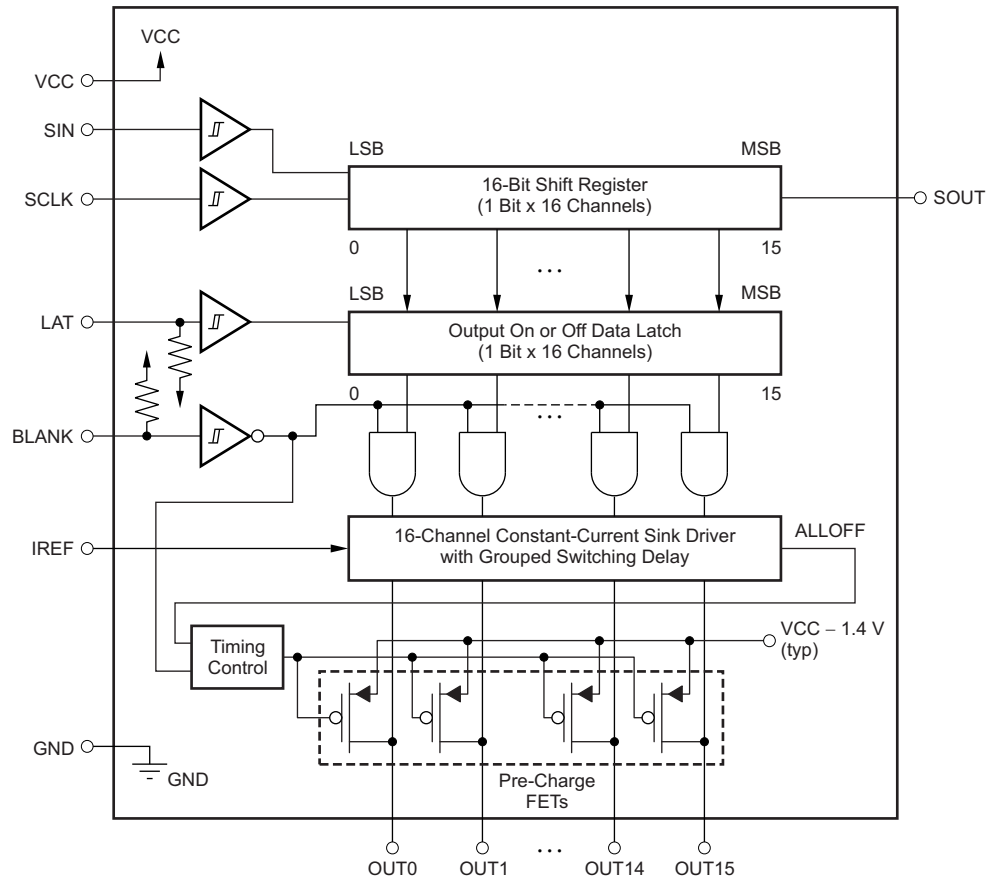 VCC
VCC
SIN
LSB
MSB
16-Bit Shift Register
(1 Bit x 16 Channels)
SCLK
SOUT
0
15
...
LSB
MSB
LAT
Output On or Off Data Latch
(1 Bit x 16 Channels)
0
15
...
BLANK
16-Channel Constant-Current Sink Driver
with Grouped Switching Delay
ALLOFF
IREF
VCC – 1.4 V
(typ)
Timing
Control
GND
GND
Pre-Charge
FETs
OUT0 OUT1 ... OUT14 OUT15